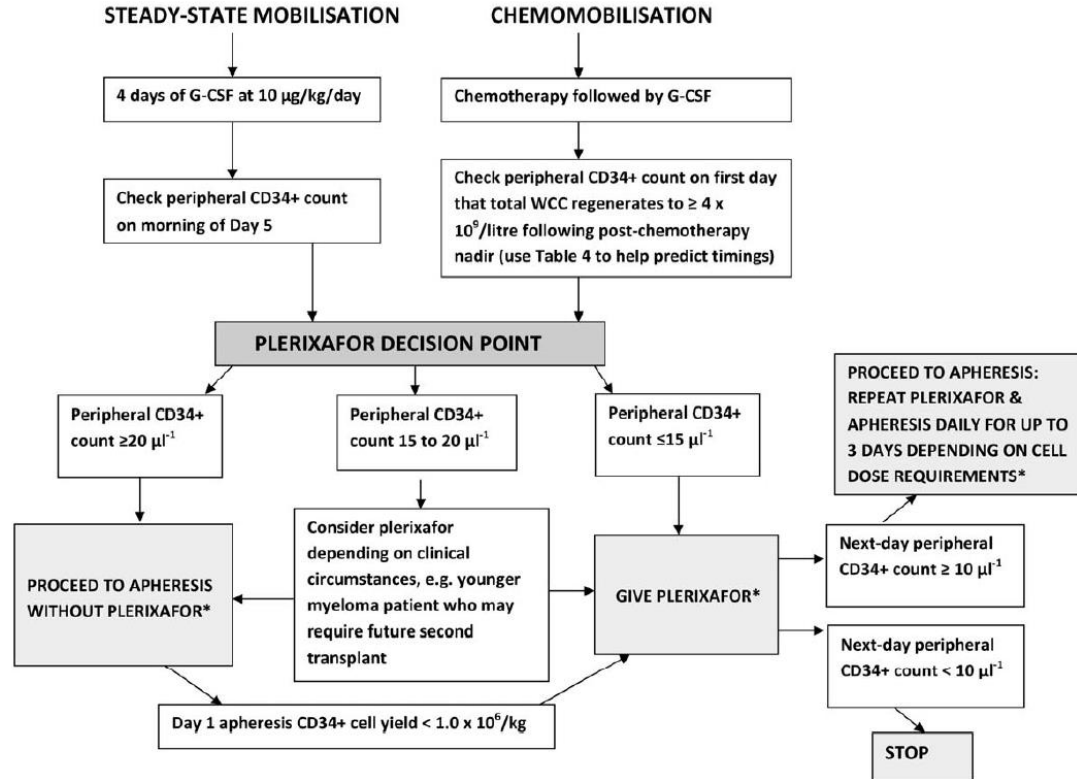 STEADY-STATE MOBILISATION
CHEMOMOBILISATION
4 days of G-CSF at 10 µg/kg/day
Chemotherapy followed by G-CSF
Check peripheral CD34+ count
on morning of Day 5
Check peripheral CD34+ count on first day
that total WCC regenerates to ≥ 4 x
10⁹/litre following post-chemotherapy
nadir (use Table 4 to help predict timings)
PLERIXAFOR DECISION POINT
Peripheral CD34+
count ≥20 µl⁻¹
Peripheral CD34+
count 15 to 20 µl⁻¹
Peripheral CD34+
count ≤15 µl⁻¹
PROCEED TO APHERESIS:
REPEAT PLERIXAFOR &
APHERESIS DAILY FOR UP TO
3 DAYS DEPENDING ON CELL
DOSE REQUIREMENTS*
PROCEED TO APHERESIS
WITHOUT PLERIXAFOR*
Consider plerixafor
depending on clinical
circumstances, e.g. younger
myeloma patient who may
require future second
transplant
GIVE PLERIXAFOR*
Next-day peripheral
CD34+ count ≥ 10 µl⁻¹
Next-day peripheral
CD34+ count < 10 µl⁻¹
Day 1 apheresis CD34+ cell yield < 1.0 x 10⁶/kg
STOP